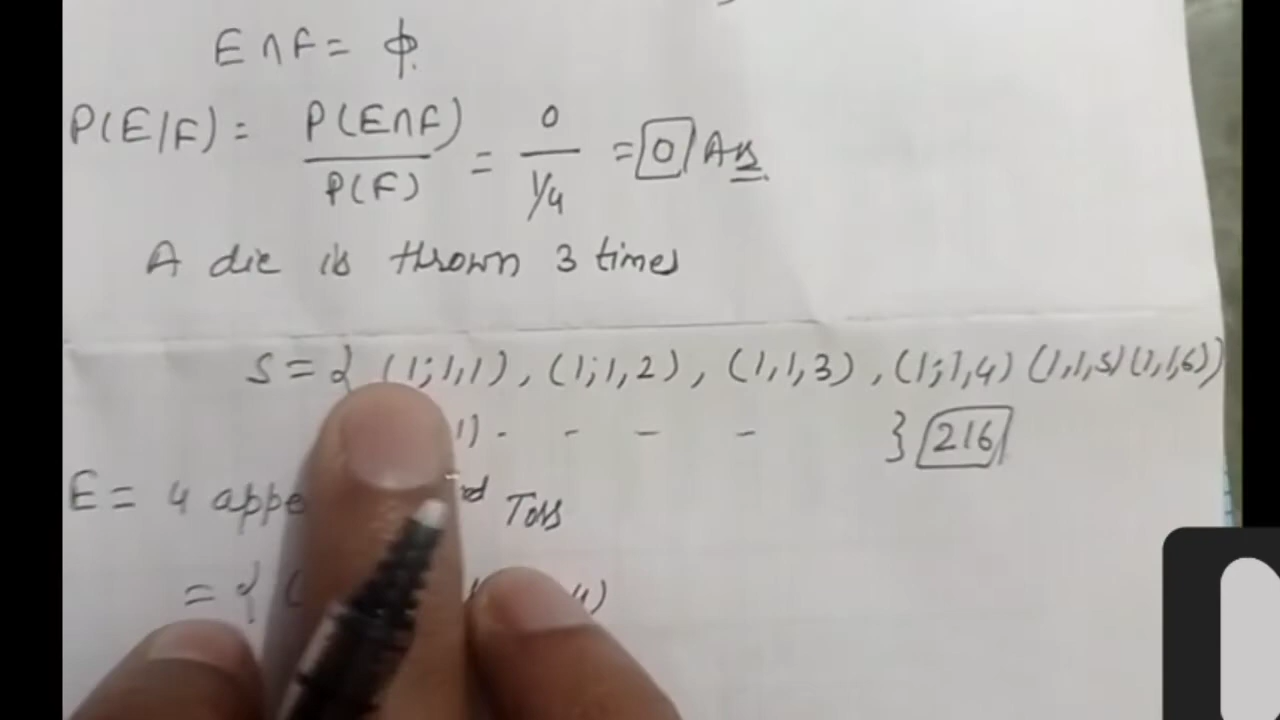 E ∩ F = ϕ.
P(E/F) = P(E∩F) / P(F) = 0 / 1/4 = 0 Ans.
A die is thrown 3 times
S = { (1,1,1), (1,1,2), (1,1,3), (1,1,4) (1,1,5) (1,1,6)
1) - - - - } 216
E = 4 Toss
= {